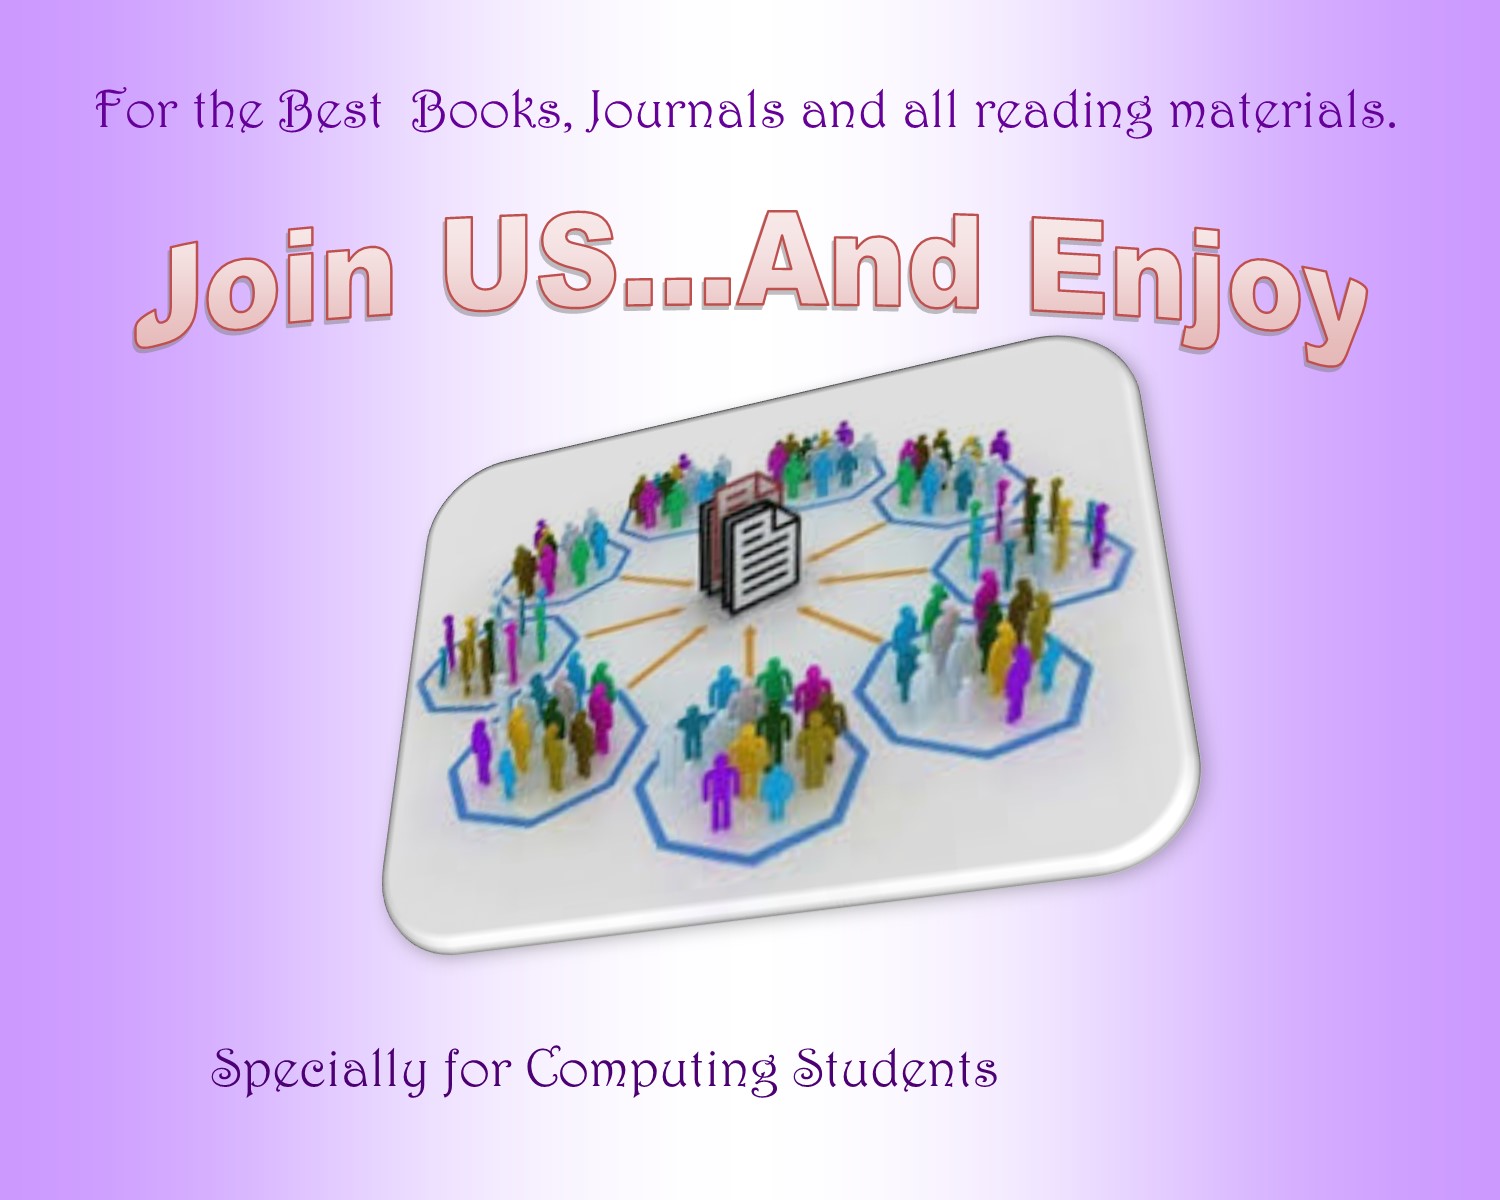 For the Best Books, Journals and all reading materials.
Join US...And Enjoy
Specially for Computing Students